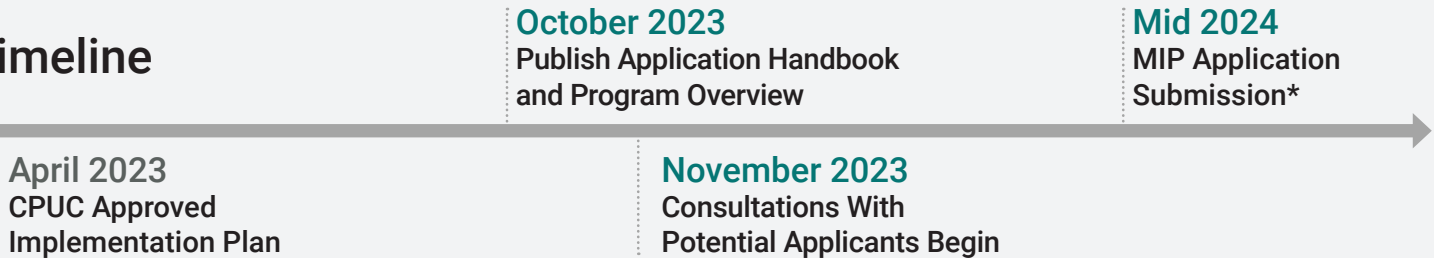 imeline
October 2023
Publish Application Handbook
and Program Overview
Mid 2024
MIP Application
Submission*
April 2023
CPUC Approved
Implementation Plan
November 2023
Consultations With
Potential Applicants Begin